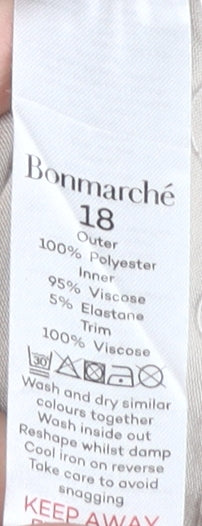 Bonmarché
18
Outer
100% Polyester
Inner
95% Viscose
5% Elastane
Trim
100% Viscose
30
Wash and dry similar
colours together
Wash inside out
Reshape whilst damp
Cool iron on reverse
Take care to avoid
snagging
KEEP AWAY